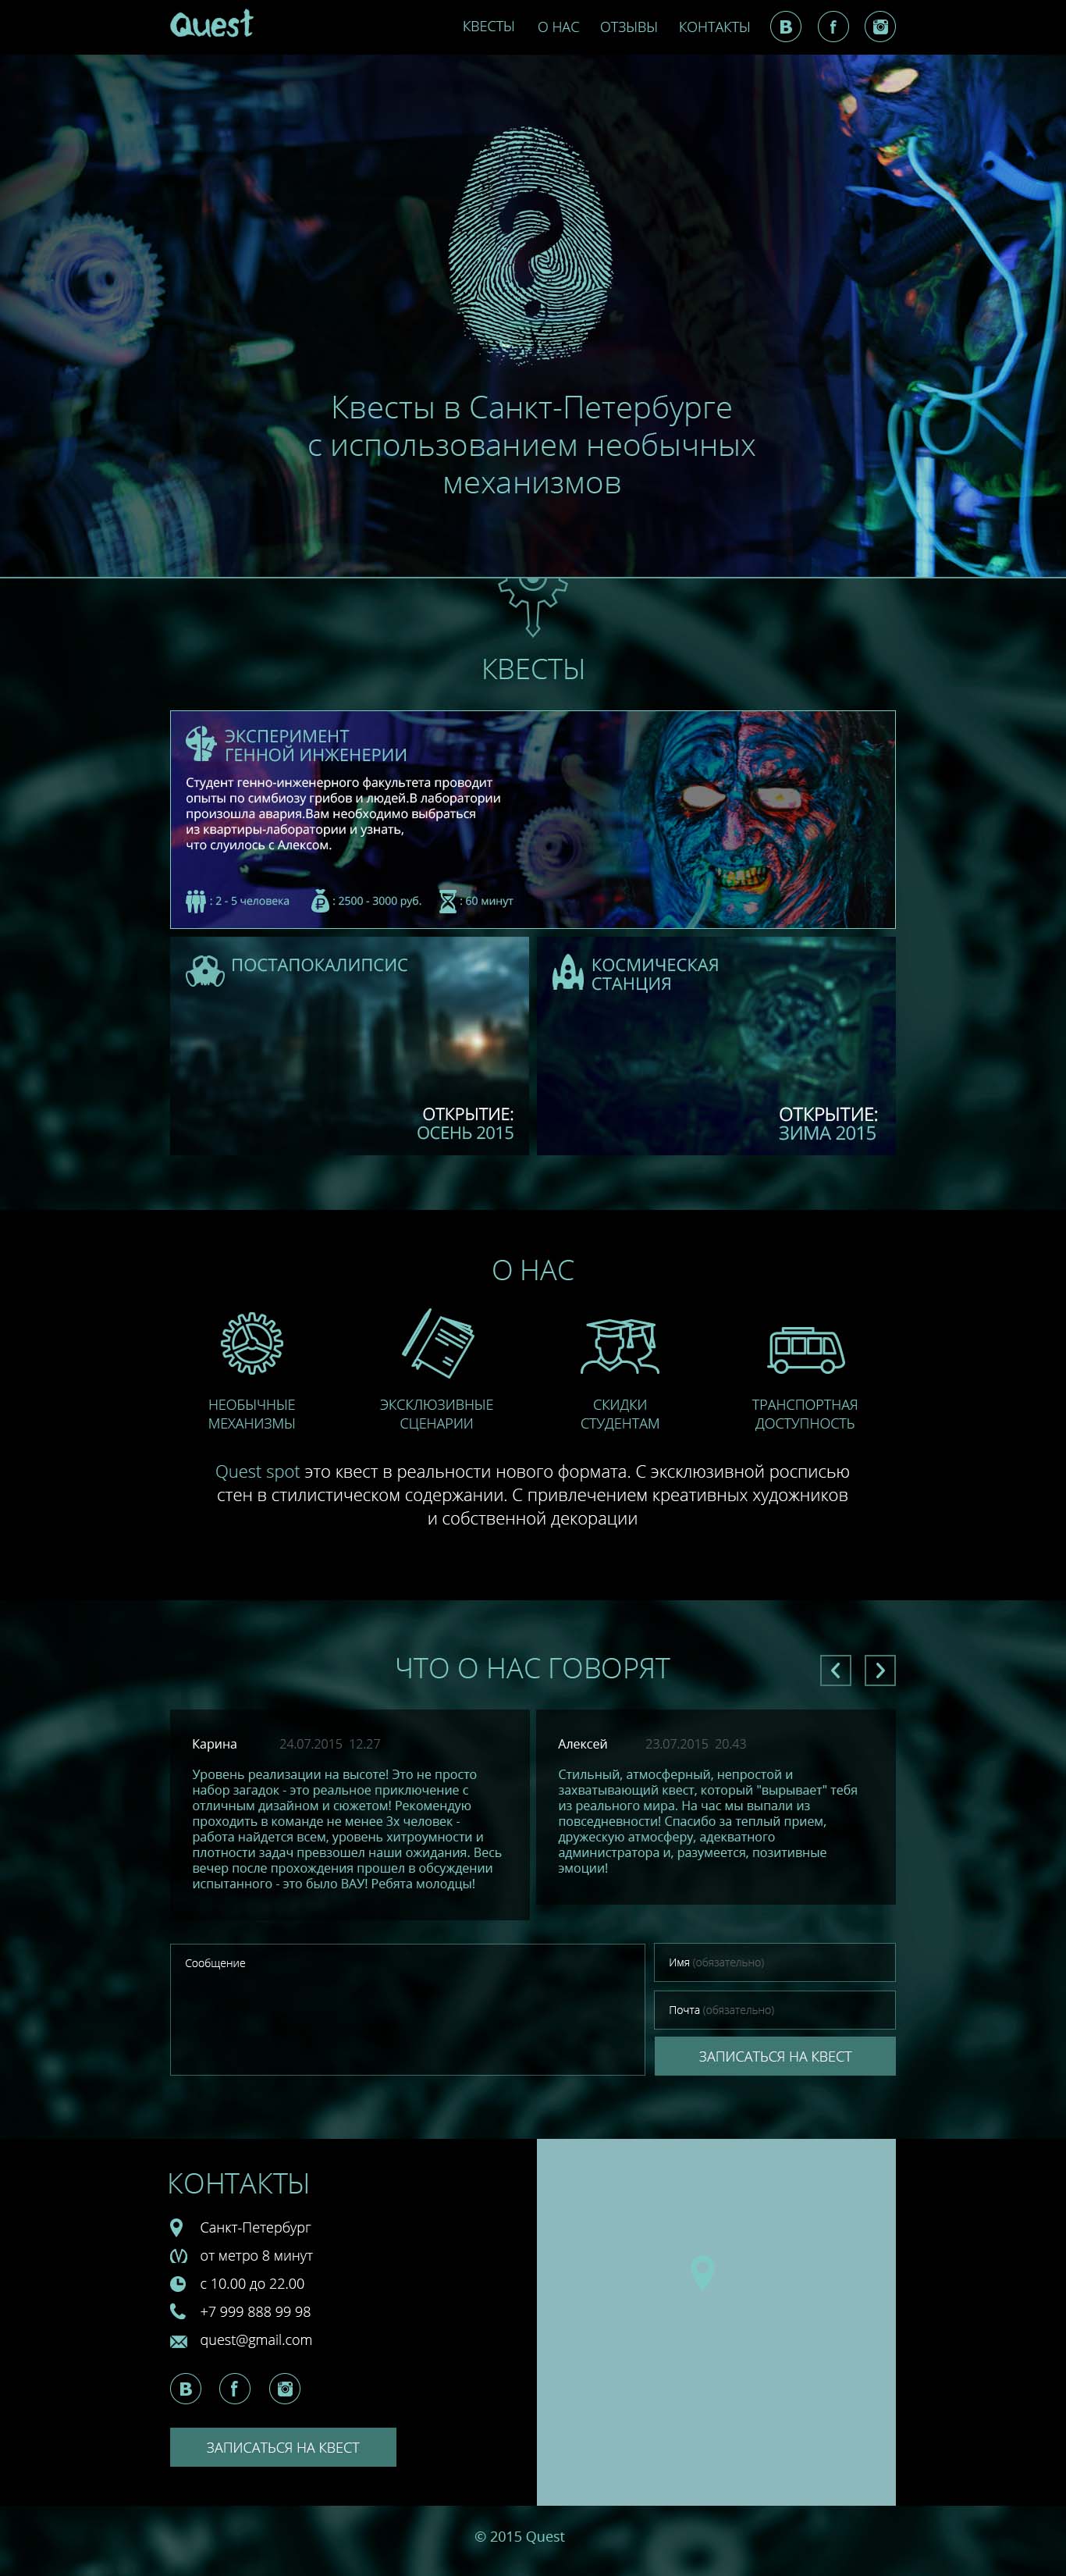 Quest
КВЕСТЫ О НАС ОТЗЫВЫ КОНТАКТЫ B f
Квесты в Санкт-Петербурге
с использованием необычных
механизмов
КВЕСТЫ
ЭКСПЕРИМЕНТ
ГЕННОЙ ИНЖЕНЕРИИ
Студент генно-инженерного факультета проводит
опыты по симбиозу грибов и людей.В лаборатории
произошла авария.Вам необходимо выбраться
из квартиры-лаборатории и узнать,
что слуилось с Алексом.
: 2 - 5 человека : 2500 - 3000 руб. : 60 минут
ПОСТАПОКАЛИПСИС
ОТКРЫТИЕ:
ОСЕНЬ 2015
КОСМИЧЕСКАЯ
СТАНЦИЯ
ОТКРЫТИЕ:
ЗИМА 2015
О НАС
НЕОБЫЧНЫЕ
МЕХАНИЗМЫ
ЭКСКЛЮЗИВНЫЕ
СЦЕНАРИИ
СКИДКИ
СТУДЕНТАМ
ТРАНСПОРТНАЯ
ДОСТУПНОСТЬ
Quest spot это квест в реальности нового формата. С эксклюзивной росписью
стен в стилистическом содержании. С привлечением креативных художников
и собственной декорации
ЧТО О НАС ГОВОРЯТ
Карина 24.07.2015 12.27
Уровень реализации на высоте! Это не просто
набор загадок - это реальное приключение с
отличным дизайном и сюжетом! Рекомендую
проходить в команде не менее 3х человек -
работа найдется всем, уровень хитроумности и
плотности задач превзошел наши ожидания. Весь
вечер после прохождения прошел в обсуждении
испытанного - это было ВАУ! Ребята молодцы!
Алексей 23.07.2015 20.43
Стильный, атмосферный, непростой и
захватывающий квест, который "вырывает" тебя
из реального мира. На час мы выпали из
повседневности! Спасибо за теплый прием,
дружескую атмосферу, адекватного
администратора и, разумеется, позитивные
эмоции!
Сообщение
Имя (обязательно)
Почта (обязательно)
ЗАПИСАТЬСЯ НА КВЕСТ
КОНТАКТЫ
Санкт-Петербург
от метро 8 минут
с 10.00 до 22.00
+7 999 888 99 98
quest@gmail.com
B f
ЗАПИСАТЬСЯ НА КВЕСТ
© 2015 Quest